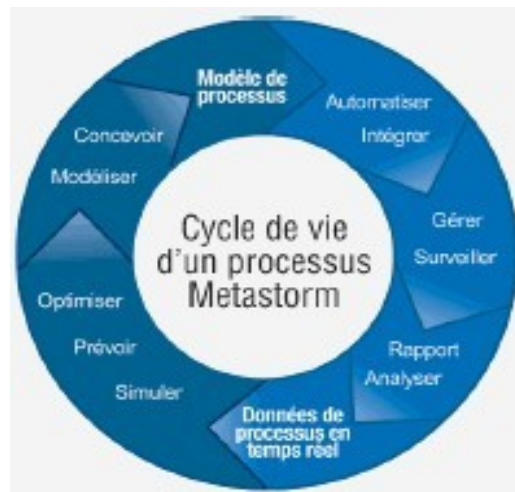 Modèle de
processus
Automatiser
Intégrer
Gérer
Surveiller
Rapport
Analyser
Données de
processus en
temps réel
Simuler
Prévoir
Optimiser
Modéliser
Concevoir
Cycle de vie
d'un processus
Metastorm